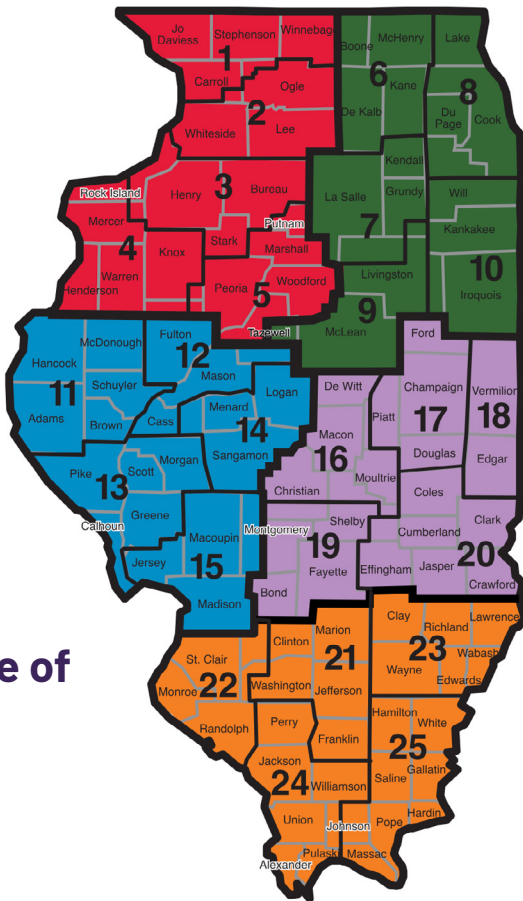 Jo
Daviess
Stephenson
Winnebag
1
Carroll
Ogle
2
Whiteside
Lee
Boone
McHenry
Lake
6
Kane
De Kalb
8
Du
Page
Cook
Rock Island
Henry
3
Bureau
Putnam
Mercer
4
Knox
Stark
Marshall
Warren
Henderson
Peoria
5
Woodford
Tazewell
Kendall
La Salle
Grundy
7
Will
Kankakee
10
Iroquois
Livingston
9
McLean
Hancock
McDonough
Fulton
12
Mason
11
Schuyler
Adams
Brown
Cass
Menard
Logan
14
Sangamon
Pike
Scott
Morgan
13
Greene
Calhoun
Macoupin
Jersey
15
Madison
Ford
De Witt
Champaign
Vermilion
Piatt
17
18
Macon
16
Douglas
Edgar
Moultrie
Christian
Coles
Shelby
Montgomery
19
Clark
Cumberland
20
Fayette
Effingham
Jasper
Bond
Crawford
e of
Clinton
Marion
Clay
Richland
Lawrence
St. Clair
21
23
Wabash
22
Washington
Jefferson
Wayne
Edwards
Monroe
Randolph
Perry
Franklin
Hamilton
White
25
Jackson
24
Williamson
Saline
Gallatin
Union
Johnson
Pope
Hardin
Alexander
Pulaski
Massac